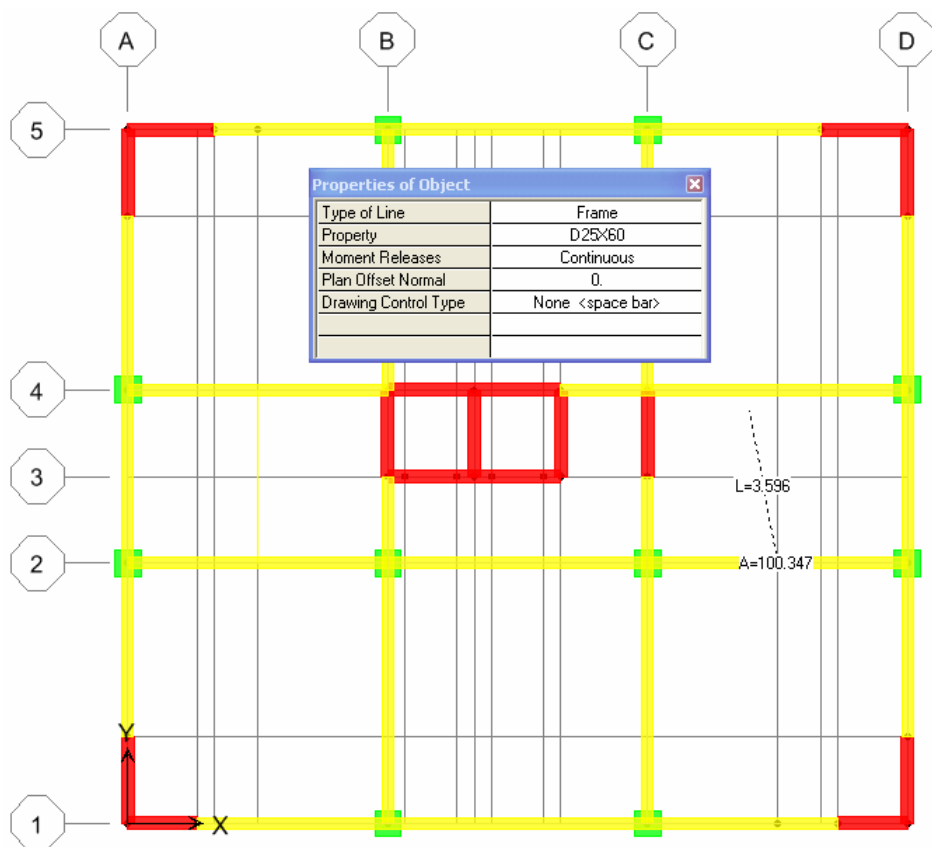 A B C D
5
Properties of Object
Type of Line Frame
Property D25X60
Moment Releases Continuous
Plan Offset Normal 0.
Drawing Control Type None <space bar>
4
3
L=3.596
2
A=100.347
Y
X
1